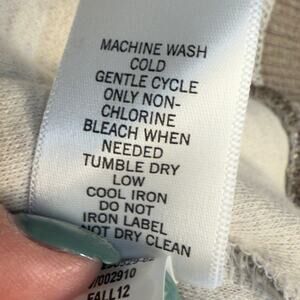 MACHINE WASH
COLD
GENTLE CYCLE
ONLY NON-
CHLORINE
BLEACH WHEN
NEEDED
TUMBLE DRY
LOW
COOL IRON
DO NOT
IRON LABEL
NOT DRY CLEAN
07002910
FALL12